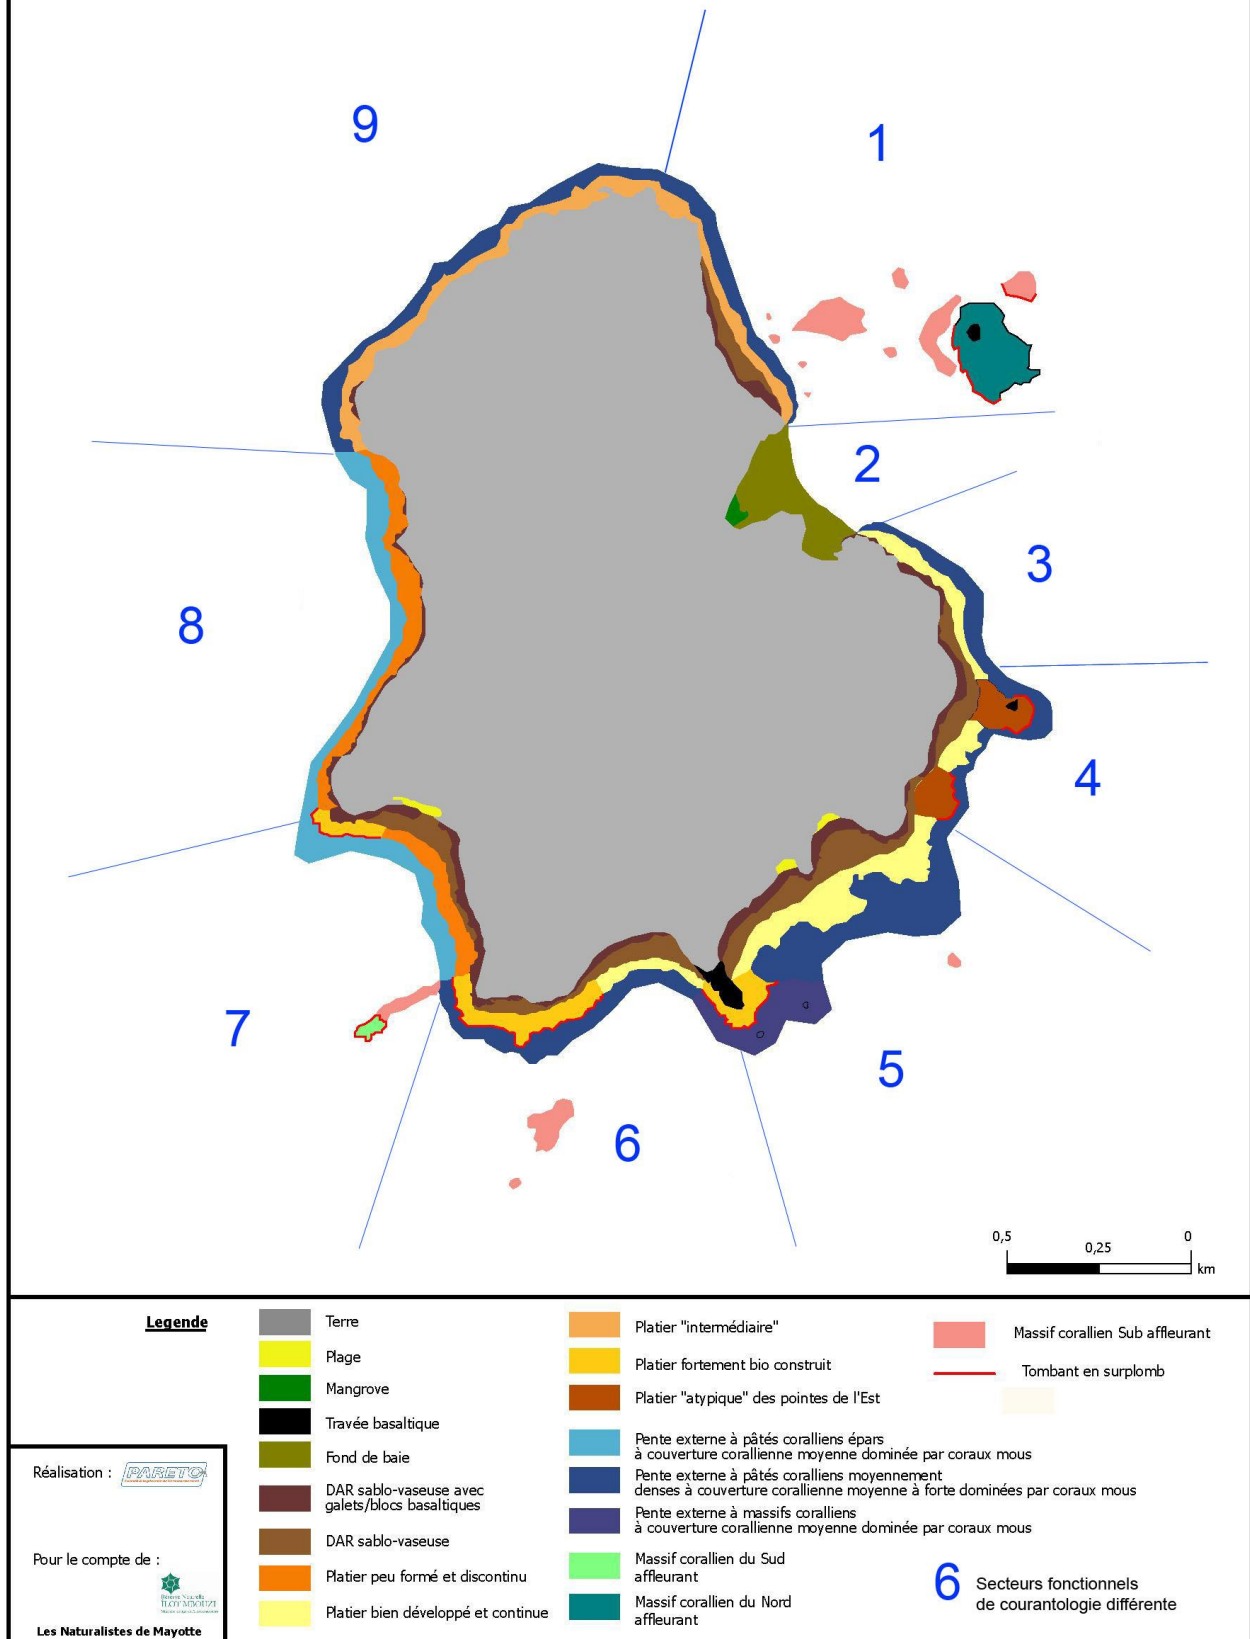 9
1
2
3
8
4
7
5
6
0,5
0,25
0
km
Legende
Terre
Plage
Mangrove
Travée basaltique
Fond de baie
DAR sablo-vaseuse avec
galets/blocs basaltiques
DAR sablo-vaseuse
Platier peu formé et discontinu
Platier bien développé et continue
Platier "intermédiaire"
Platier fortement bio construit
Platier "atypique" des pointes de l'Est
Pente externe à pâtés coralliens épars
à couverture corallienne moyenne dominée par coraux mous
Pente externe à pâtés coralliens moyennement
denses à couverture corallienne moyenne à forte dominées par coraux mous
Pente externe à massifs coralliens
à couverture corallienne moyenne dominée par coraux mous
Massif corallien du Sud
affleurant
Massif corallien du Nord
affleurant
Massif corallien Sub affleurant
Tombant en surplomb
6 Secteurs fonctionnels
de courantologie différente
Réalisation :
PARETO
Pour le compte de :
Réserve Naturelle
ILOT MBOUZI
Les Naturalistes de Mayotte